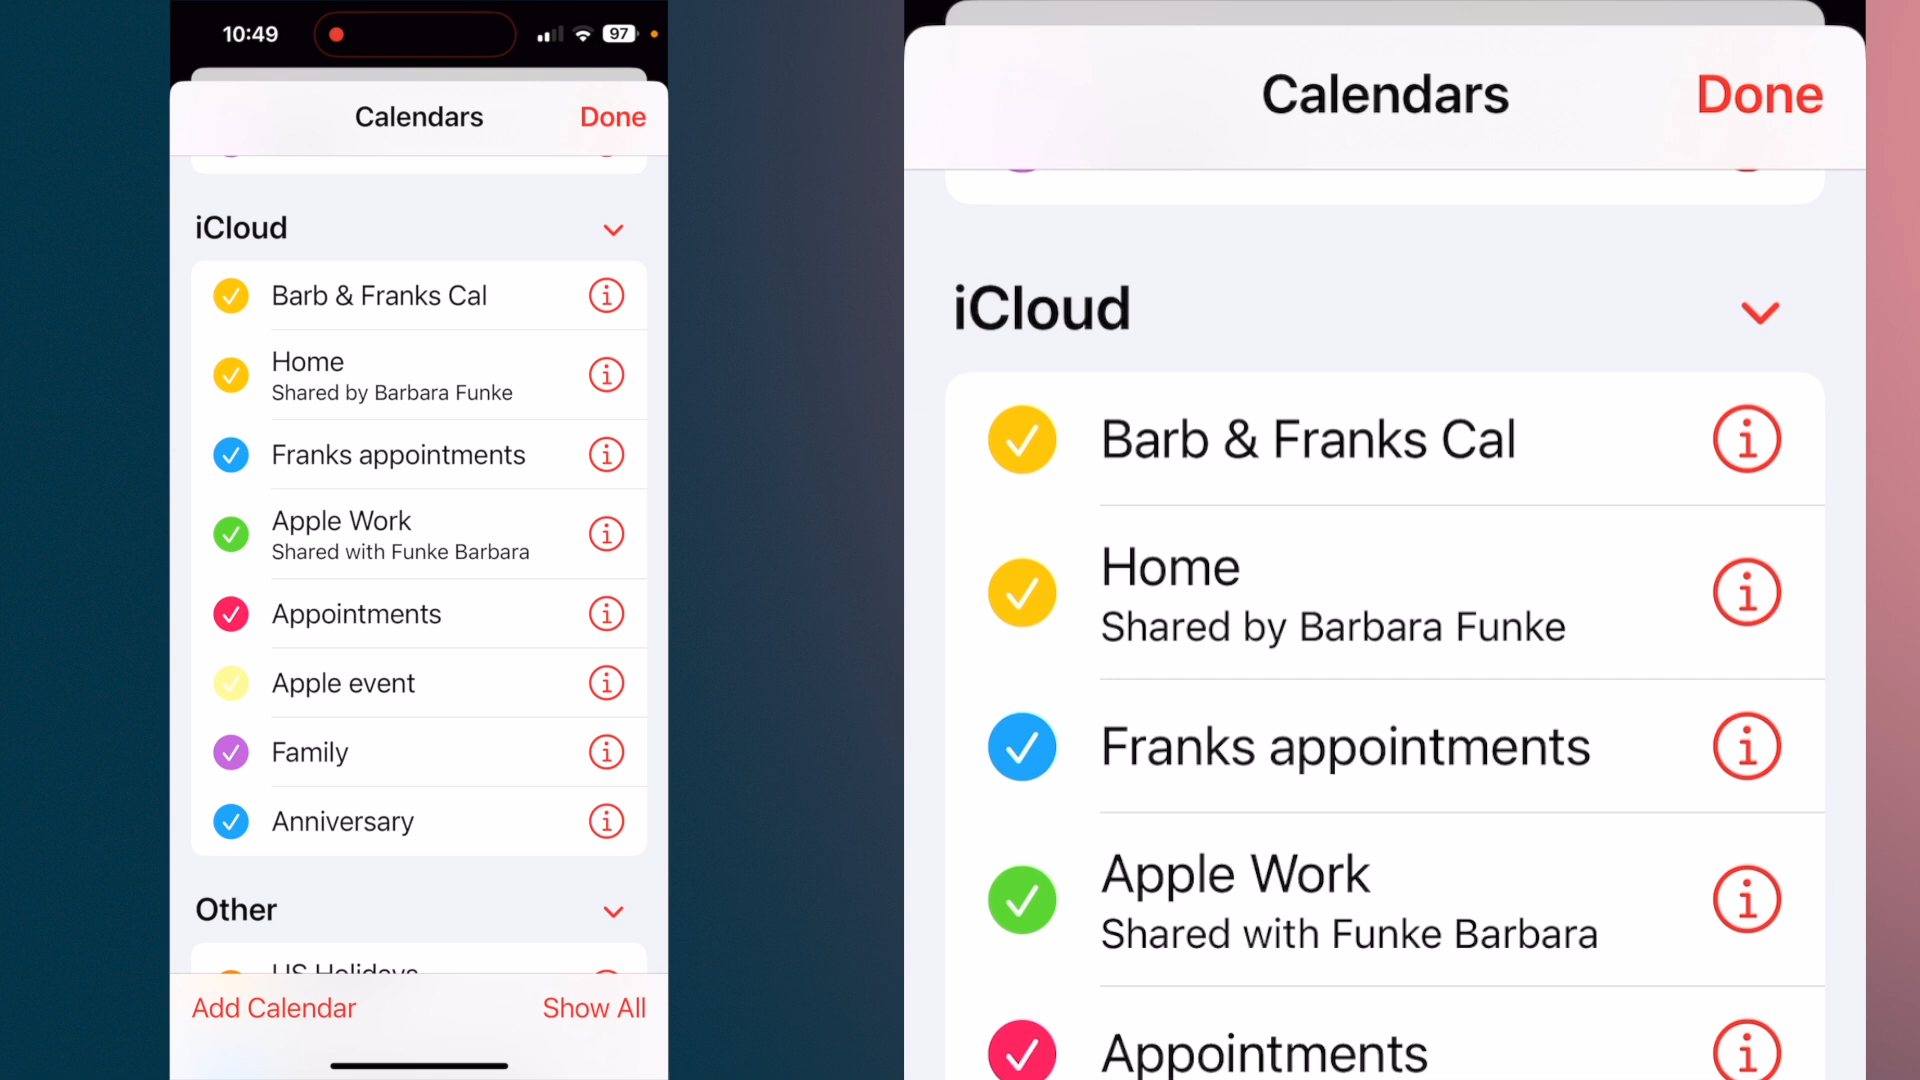 10:49
97
Calendars
Done
iCloud
Barb & Franks Cal
Home
Shared by Barbara Funke
Franks appointments
Apple Work
Shared with Funke Barbara
Appointments
Apple event
Family
Anniversary
Other
US Holidays
Add Calendar
Show All
Calendars
Done
iCloud
Barb & Franks Cal
Home
Shared by Barbara Funke
Franks appointments
Apple Work
Shared with Funke Barbara
Appointments